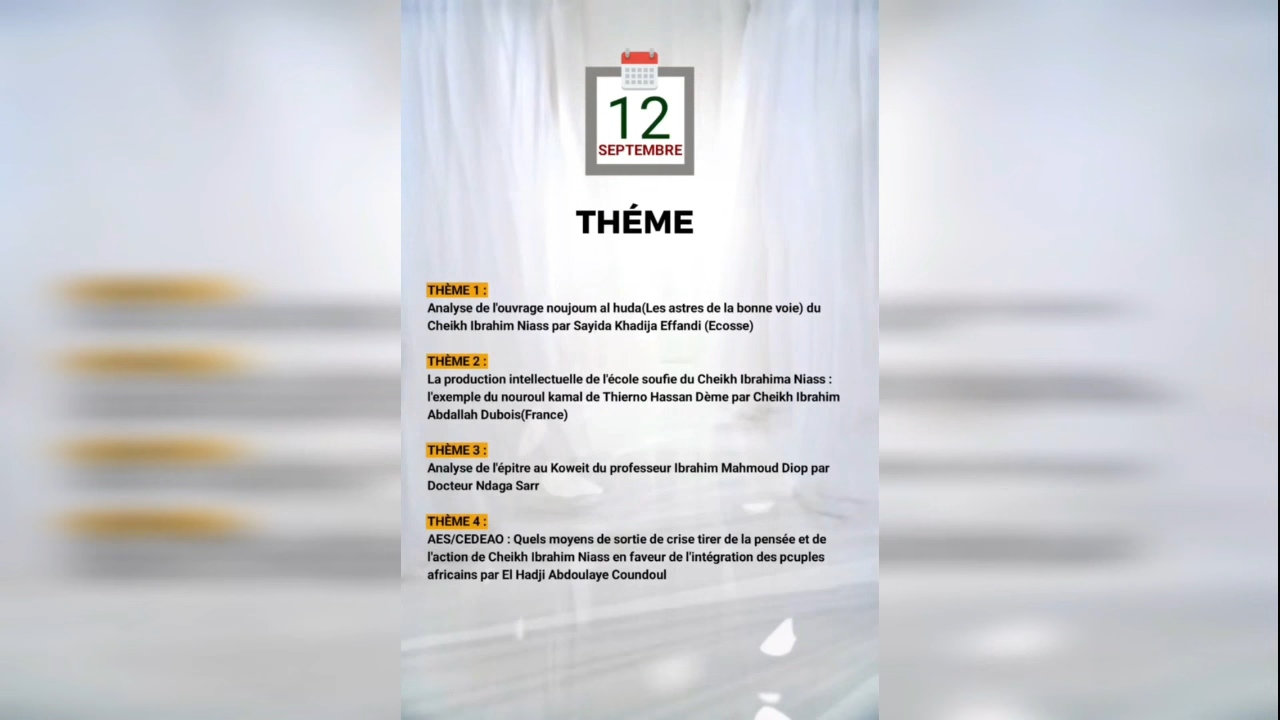 12
SEPTEMBRE
THÉME
THÈME 1 :
Analyse de l'ouvrage noujoum al huda(Les astres de la bonne voie) du
Cheikh Ibrahim Niass par Sayida Khadija Effandi (Ecosse)
THÈME 2 :
La production intellectuelle de l'école soufie du Cheikh Ibrahima Niass :
l'exemple du nouroul kamal de Thierno Hassan Dème par Cheikh Ibrahim
Abdallah Dubois(France)
THÈME 3 :
Analyse de l'épitre au Koweit du professeur Ibrahim Mahmoud Diop par
Docteur Ndaga Sarr
THÈME 4 :
AES/CEDEAO : Quels moyens de sortie de crise tirer de la pensée et de
l'action de Cheikh Ibrahim Niass en faveur de l'intégration des pcuples
africains par El Hadji Abdoulaye Coundoul